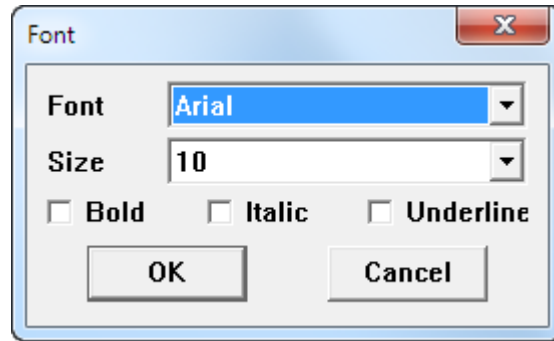 Font
Font Arial
Size 10
Bold Italic Underline
OK Cancel